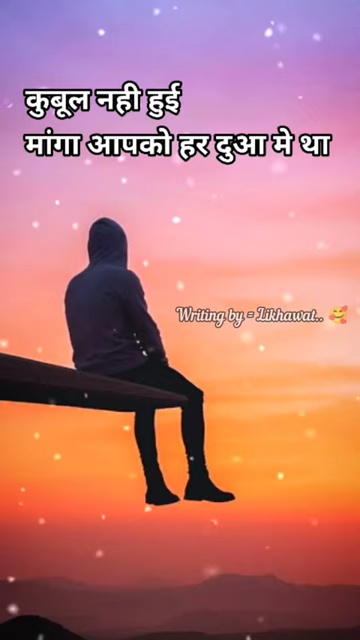 कुबूल नही हुई
मांगा आपको हर दुआ मे था
Writing by = Likhawat.. 🥰